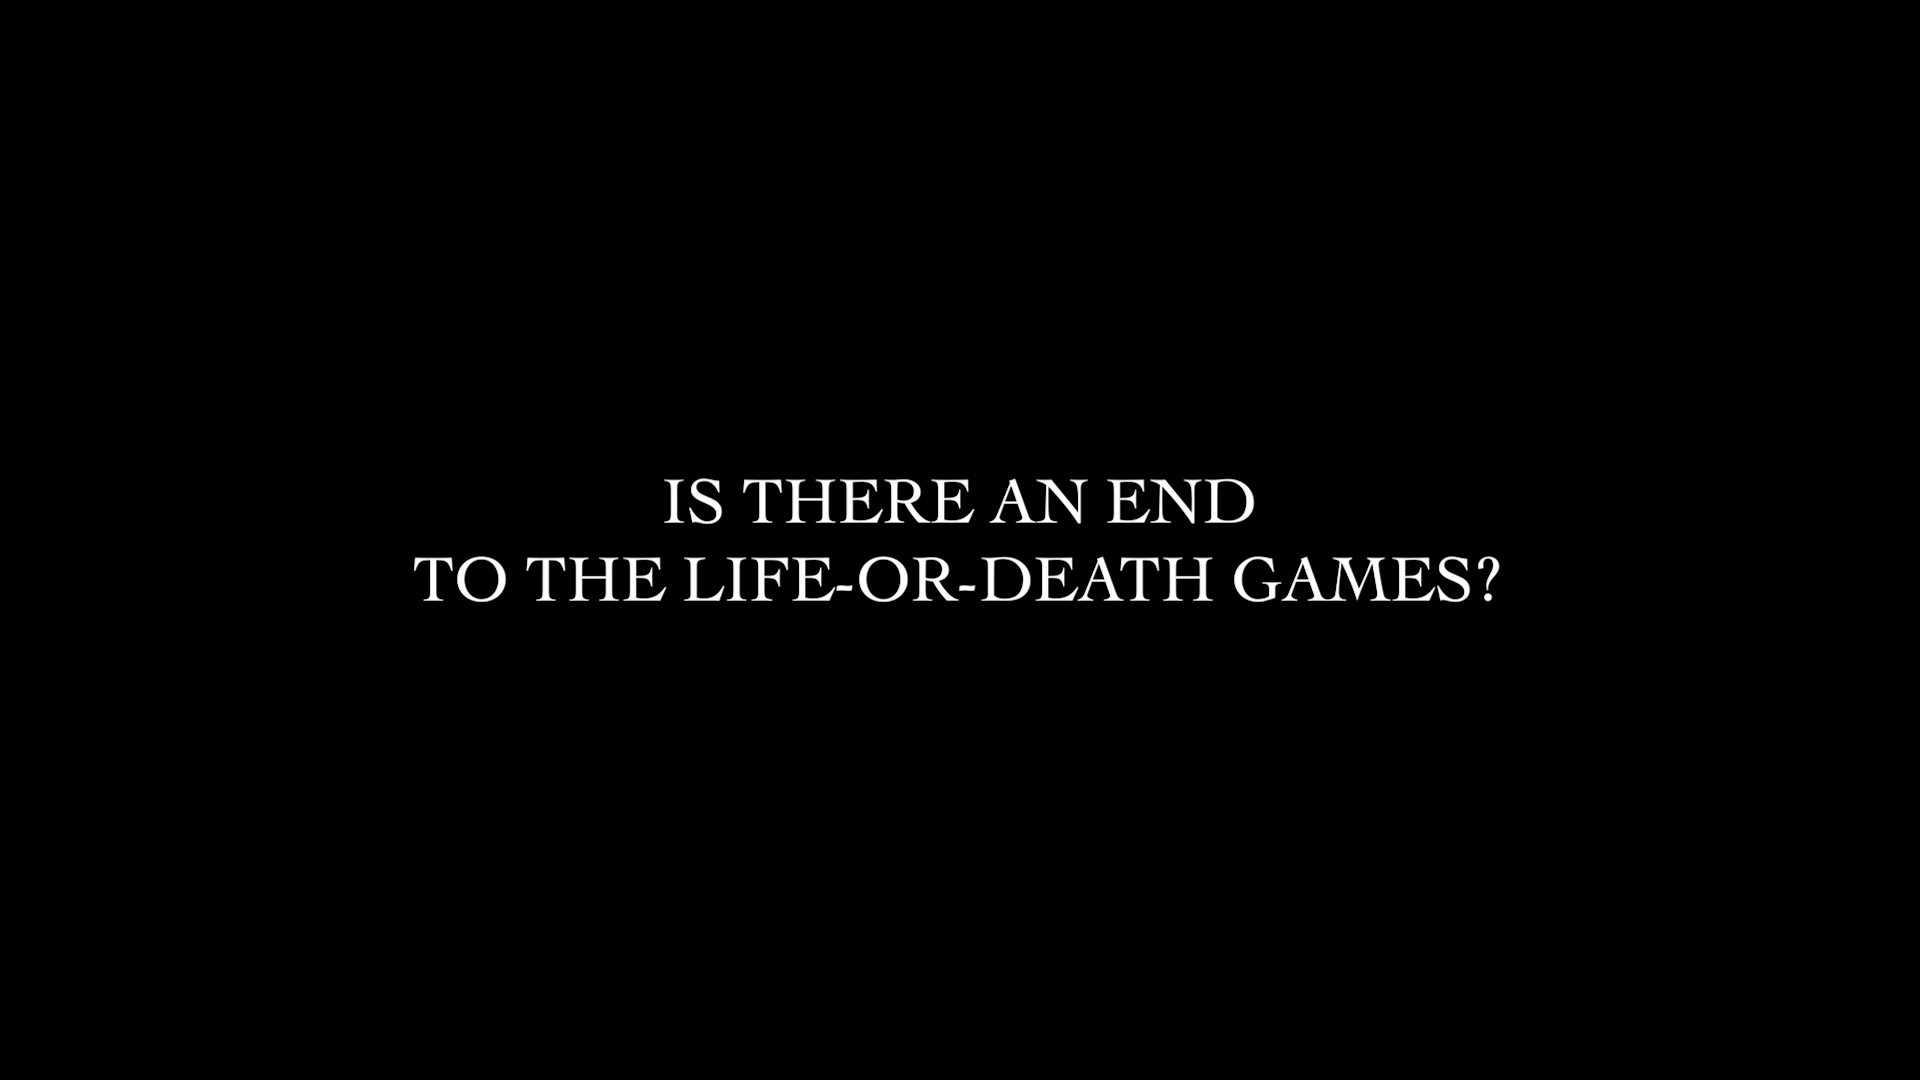 IS THERE AN END
TO THE LIFE-OR-DEATH GAMES?